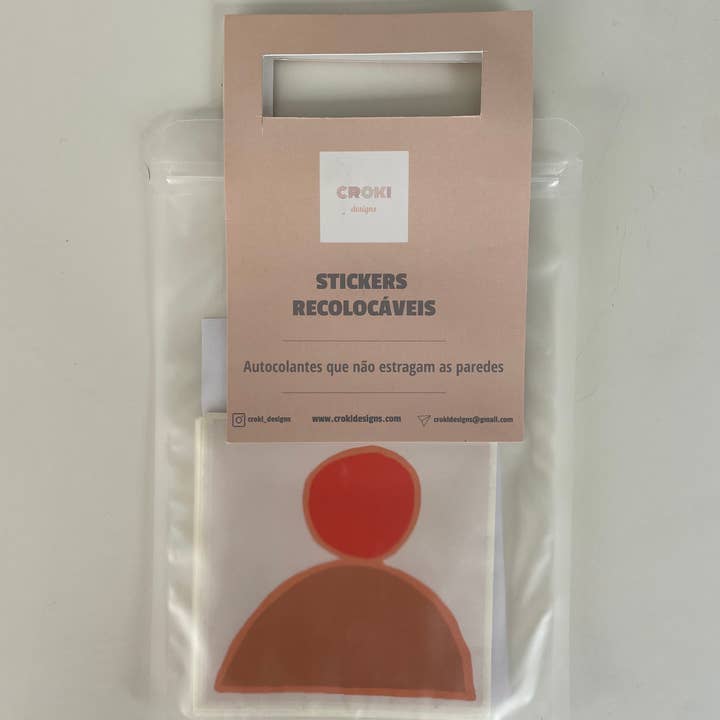 CROKI
designs
STICKERS
RECOLOCÁVEIS
Autocolantes que não estragam as paredes
croki_designs www.crokidesigns.com crokidesigns@gmail.com